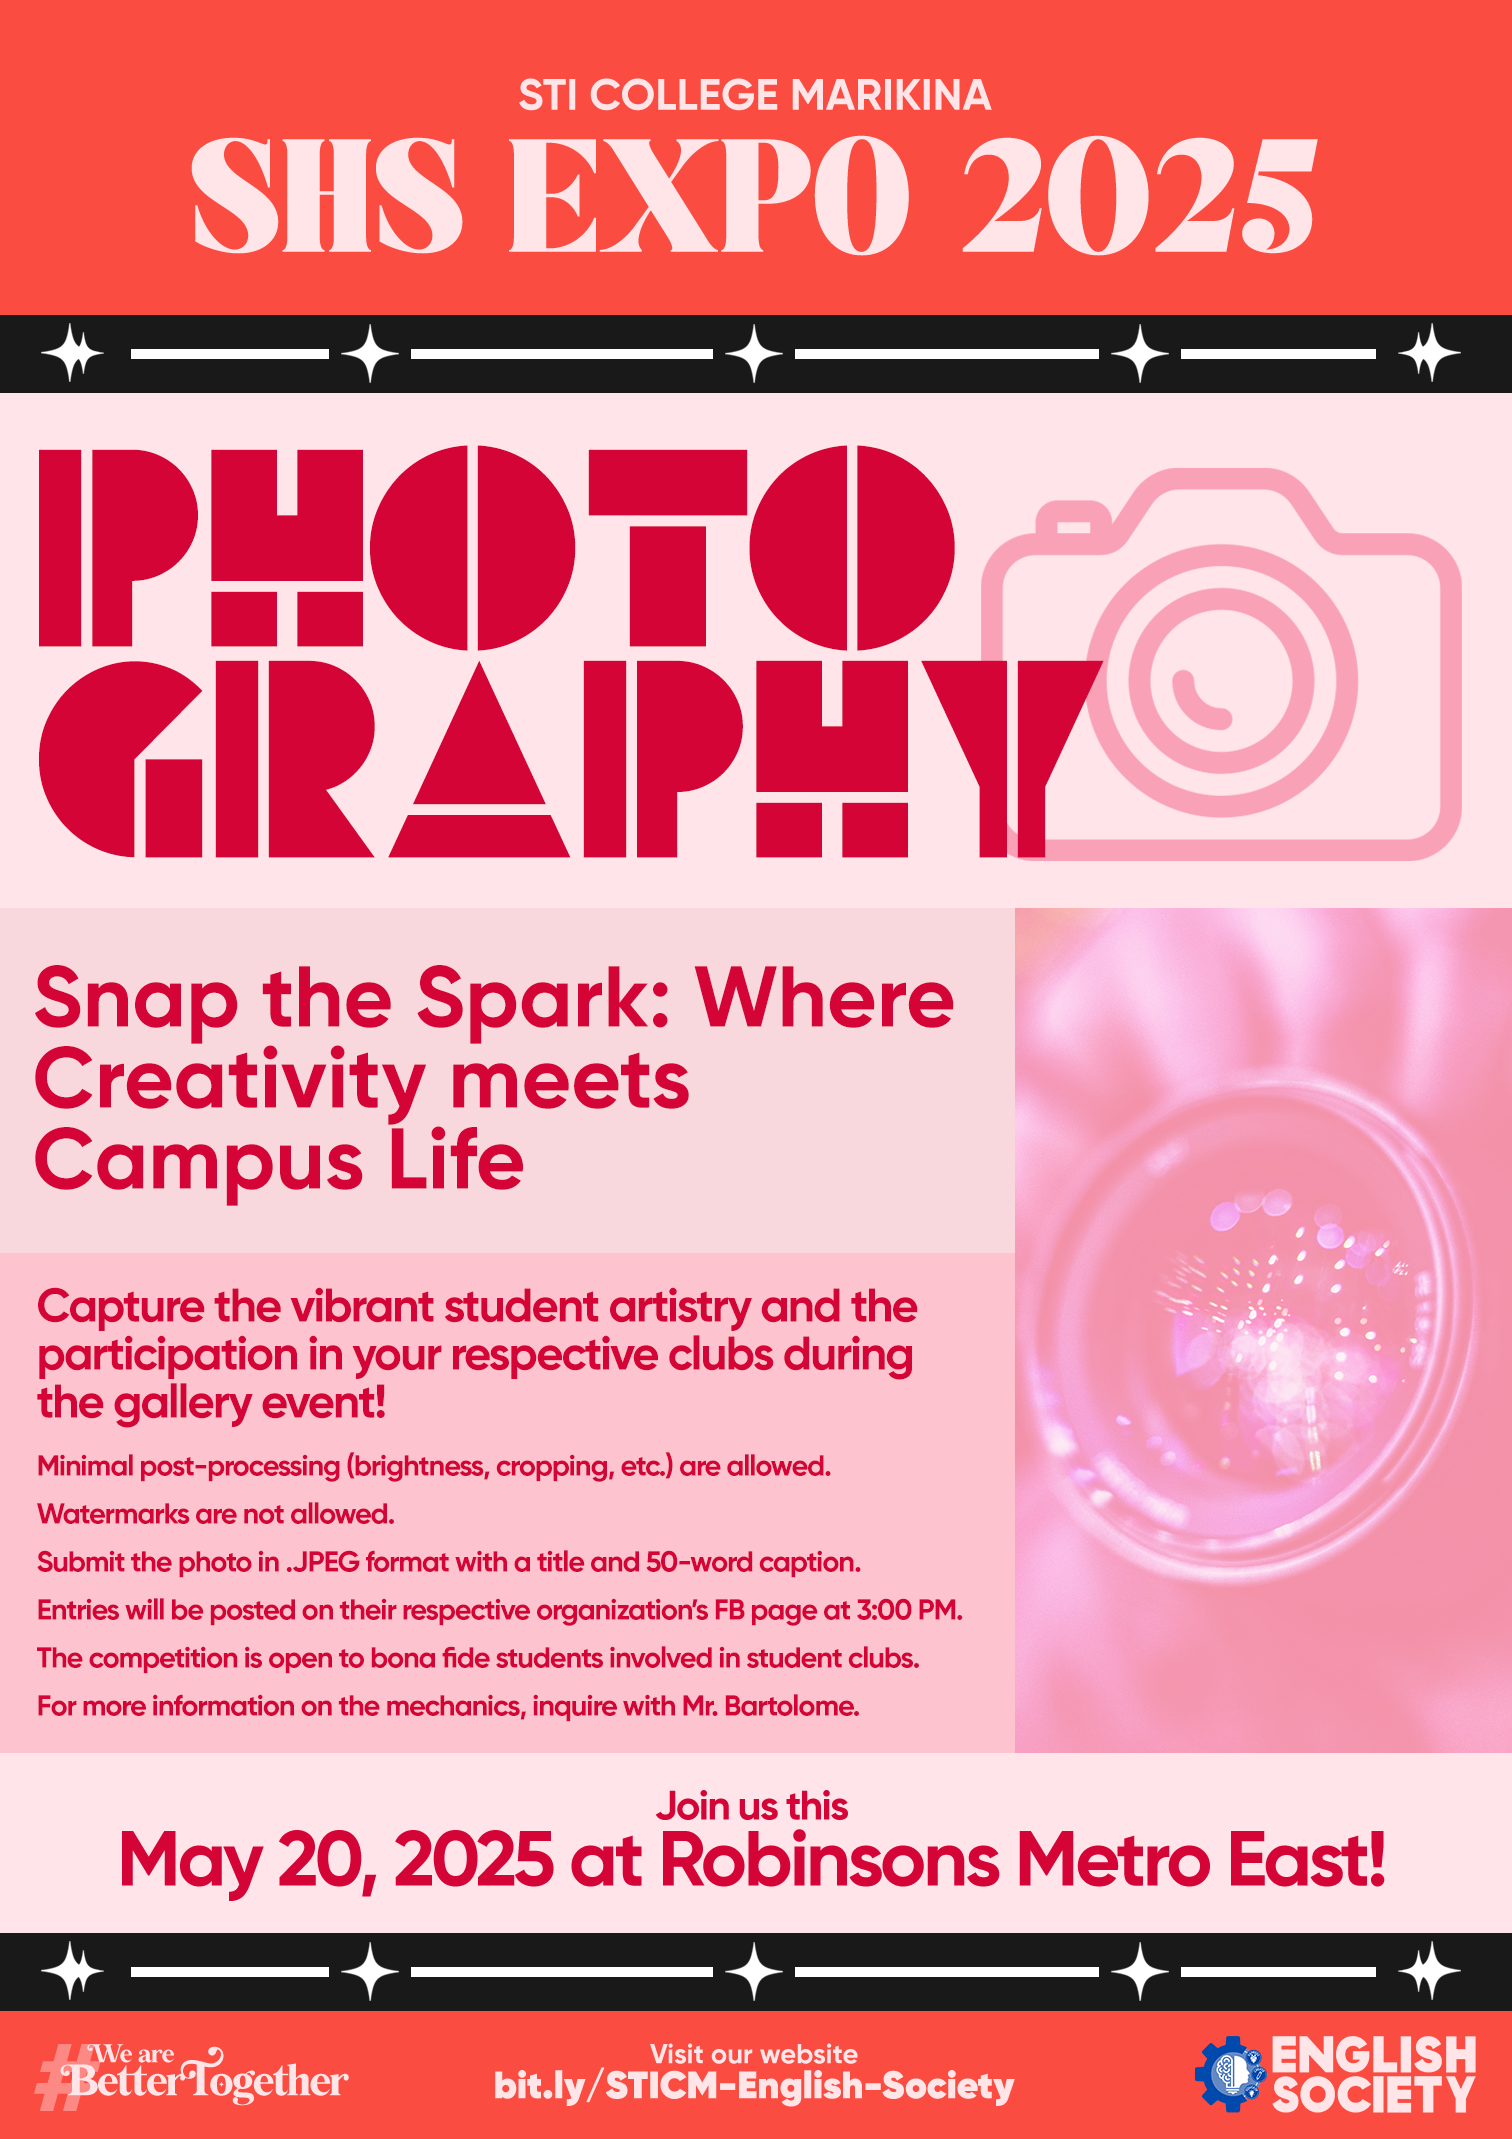 STI COLLEGE MARIKINA
SHS EXPO 2025
PHOTO
GRAPHY
Snap the Spark: Where
Creativity meets
Campus Life
Capture the vibrant student artistry and the
participation in your respective clubs during
the gallery event!
Minimal post-processing (brightness, cropping, etc.) are allowed.
Watermarks are not allowed.
Submit the photo in .JPEG format with a title and 50-word caption.
Entries will be posted on their respective organization's FB page at 3:00 PM.
The competition is open to bona fide students involved in student clubs.
For more information on the mechanics, inquire with Mr. Bartolome.
Join us this
May 20, 2025 at Robinsons Metro East!
#We are
BetterTogether
Visit our website
bit.ly/STICM-English-Society
ENGLISH
SOCIETY